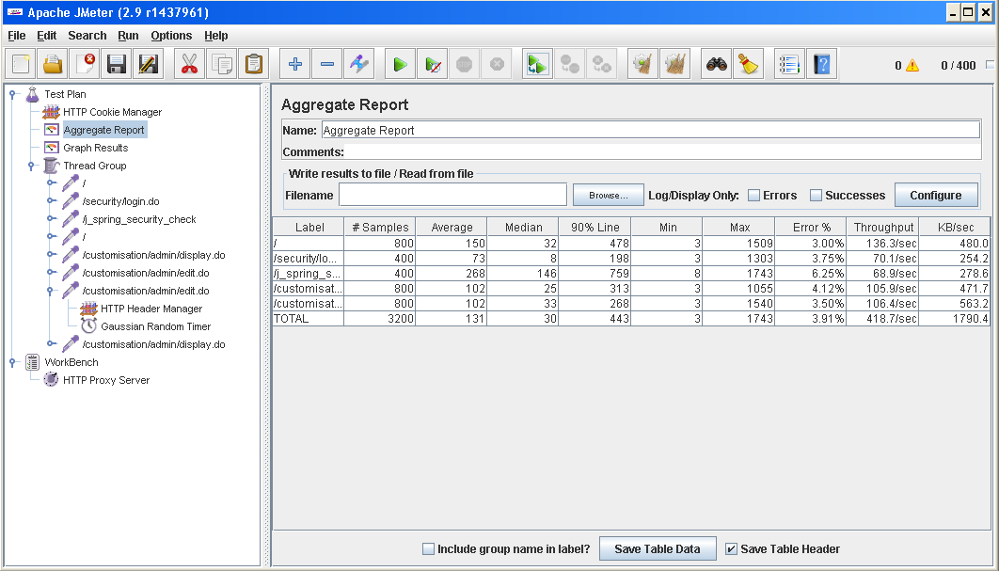 Apache JMeter (2.9 r1437961)
File Edit Search Run Options Help
0 0 / 400
Test Plan
HTTP Cookie Manager
Aggregate Report
Graph Results
Thread Group
/
/security/login.do
/j_spring_security_check
/
/customisation/admin/display.do
/customisation/admin/edit.do
/customisation/admin/edit.do
HTTP Header Manager
Gaussian Random Timer
/customisation/admin/display.do
WorkBench
HTTP Proxy Server
Aggregate Report
Name: Aggregate Report
Comments:
Write results to file / Read from file
Filename Browse... Log/Display Only: Errors Successes Configure
Label # Samples Average Median 90% Line Min Max Error % Throughput KB/sec
/ 800 150 32 478 3 1509 3.00% 136.3/sec 480.0
/security/lo... 400 73 8 198 3 1303 3.75% 70.1/sec 254.2
/j_spring_s... 400 268 146 759 8 1743 6.25% 68.9/sec 278.6
/customisat... 800 102 25 313 3 1055 4.12% 105.9/sec 471.7
/customisat... 800 102 33 268 3 1540 3.50% 106.4/sec 563.2
TOTAL 3200 131 30 443 3 1743 3.91% 418.7/sec 1790.4
Include group name in label? Save Table Data Save Table Header